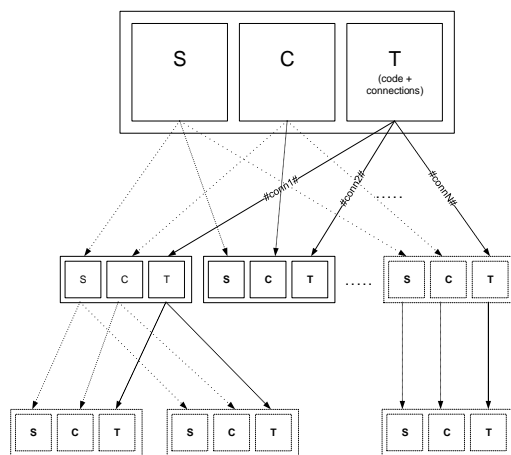 S C T
(code +
connections)
#conn1# #conn2# ..... #connN#
S C T S C T ..... S C T
S C T S C T S C T